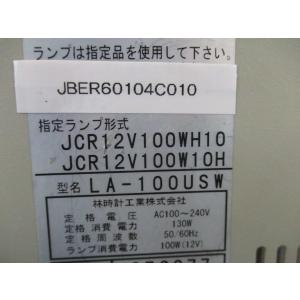 ランプは指定品を使用して下さい。
JBER60104C010
指定ランプ形式
JCR12V100WH10
JCR12V100W10H
型名 LA-100USW
林時計工業株式会社
定格電圧 AC100~240V
定格消費電力 130W
定格周波数 50/60Hz
ランプ消費電力 100W(12V)